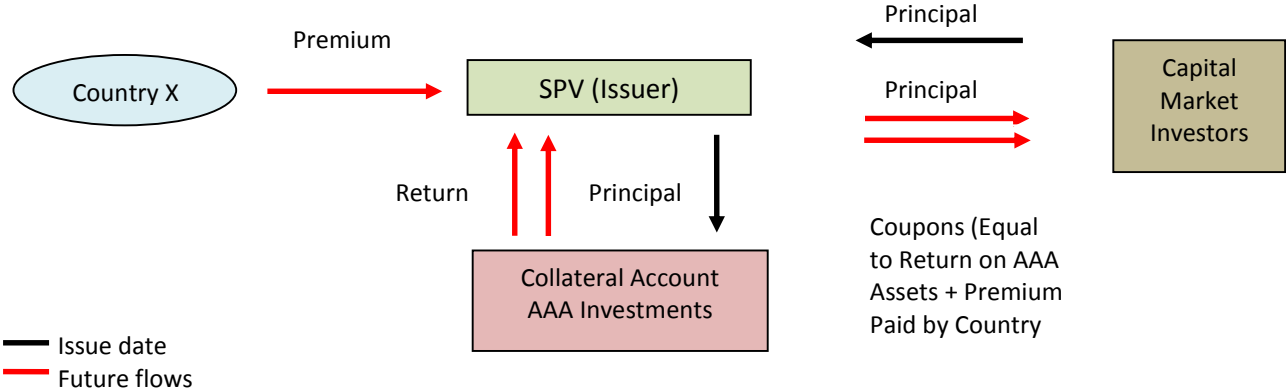 Principal
Premium
Country X
SPV (Issuer)
Principal
Capital
Market
Investors
Return
Principal
Coupons (Equal
to Return on AAA
Assets + Premium
Paid by Country
Collateral Account
AAA Investments
Issue date
Future flows